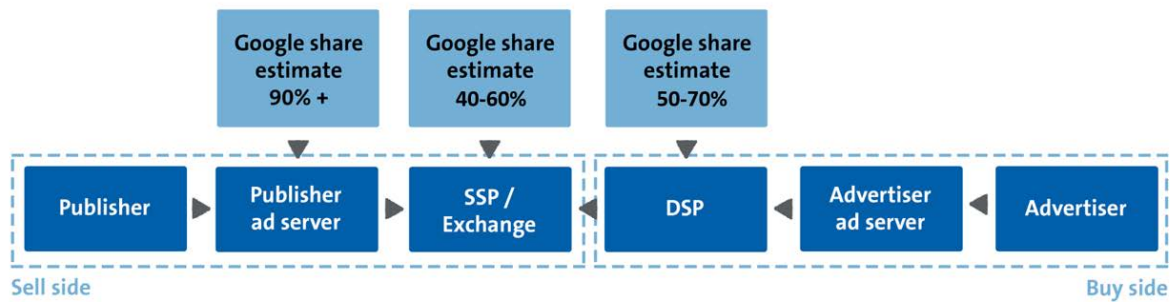 Google share
estimate
90% +
Google share
estimate
40-60%
Google share
estimate
50-70%
Publisher
Publisher
ad server
SSP /
Exchange
DSP
Advertiser
ad server
Advertiser
Sell side
Buy side